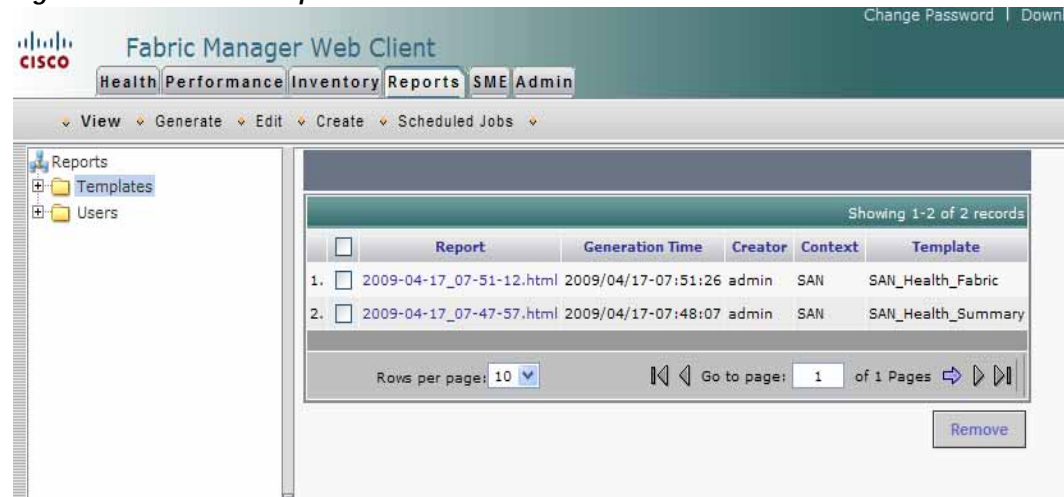 Change Password | Down
CISCO
Fabric Manager Web Client
Health Performance Inventory Reports SME Admin
View Generate Edit Create Scheduled Jobs
Reports
Templates
Users
Showing 1-2 of 2 records
Report Generation Time Creator Context Template
1. 2009-04-17_07-51-12.html 2009/04/17-07:51:26 admin SAN SAN_Health_Fabric
2. 2009-04-17_07-47-57.html 2009/04/17-07:48:07 admin SAN SAN_Health_Summary
Rows per page: 10 Go to page: 1 of 1 Pages
Remove